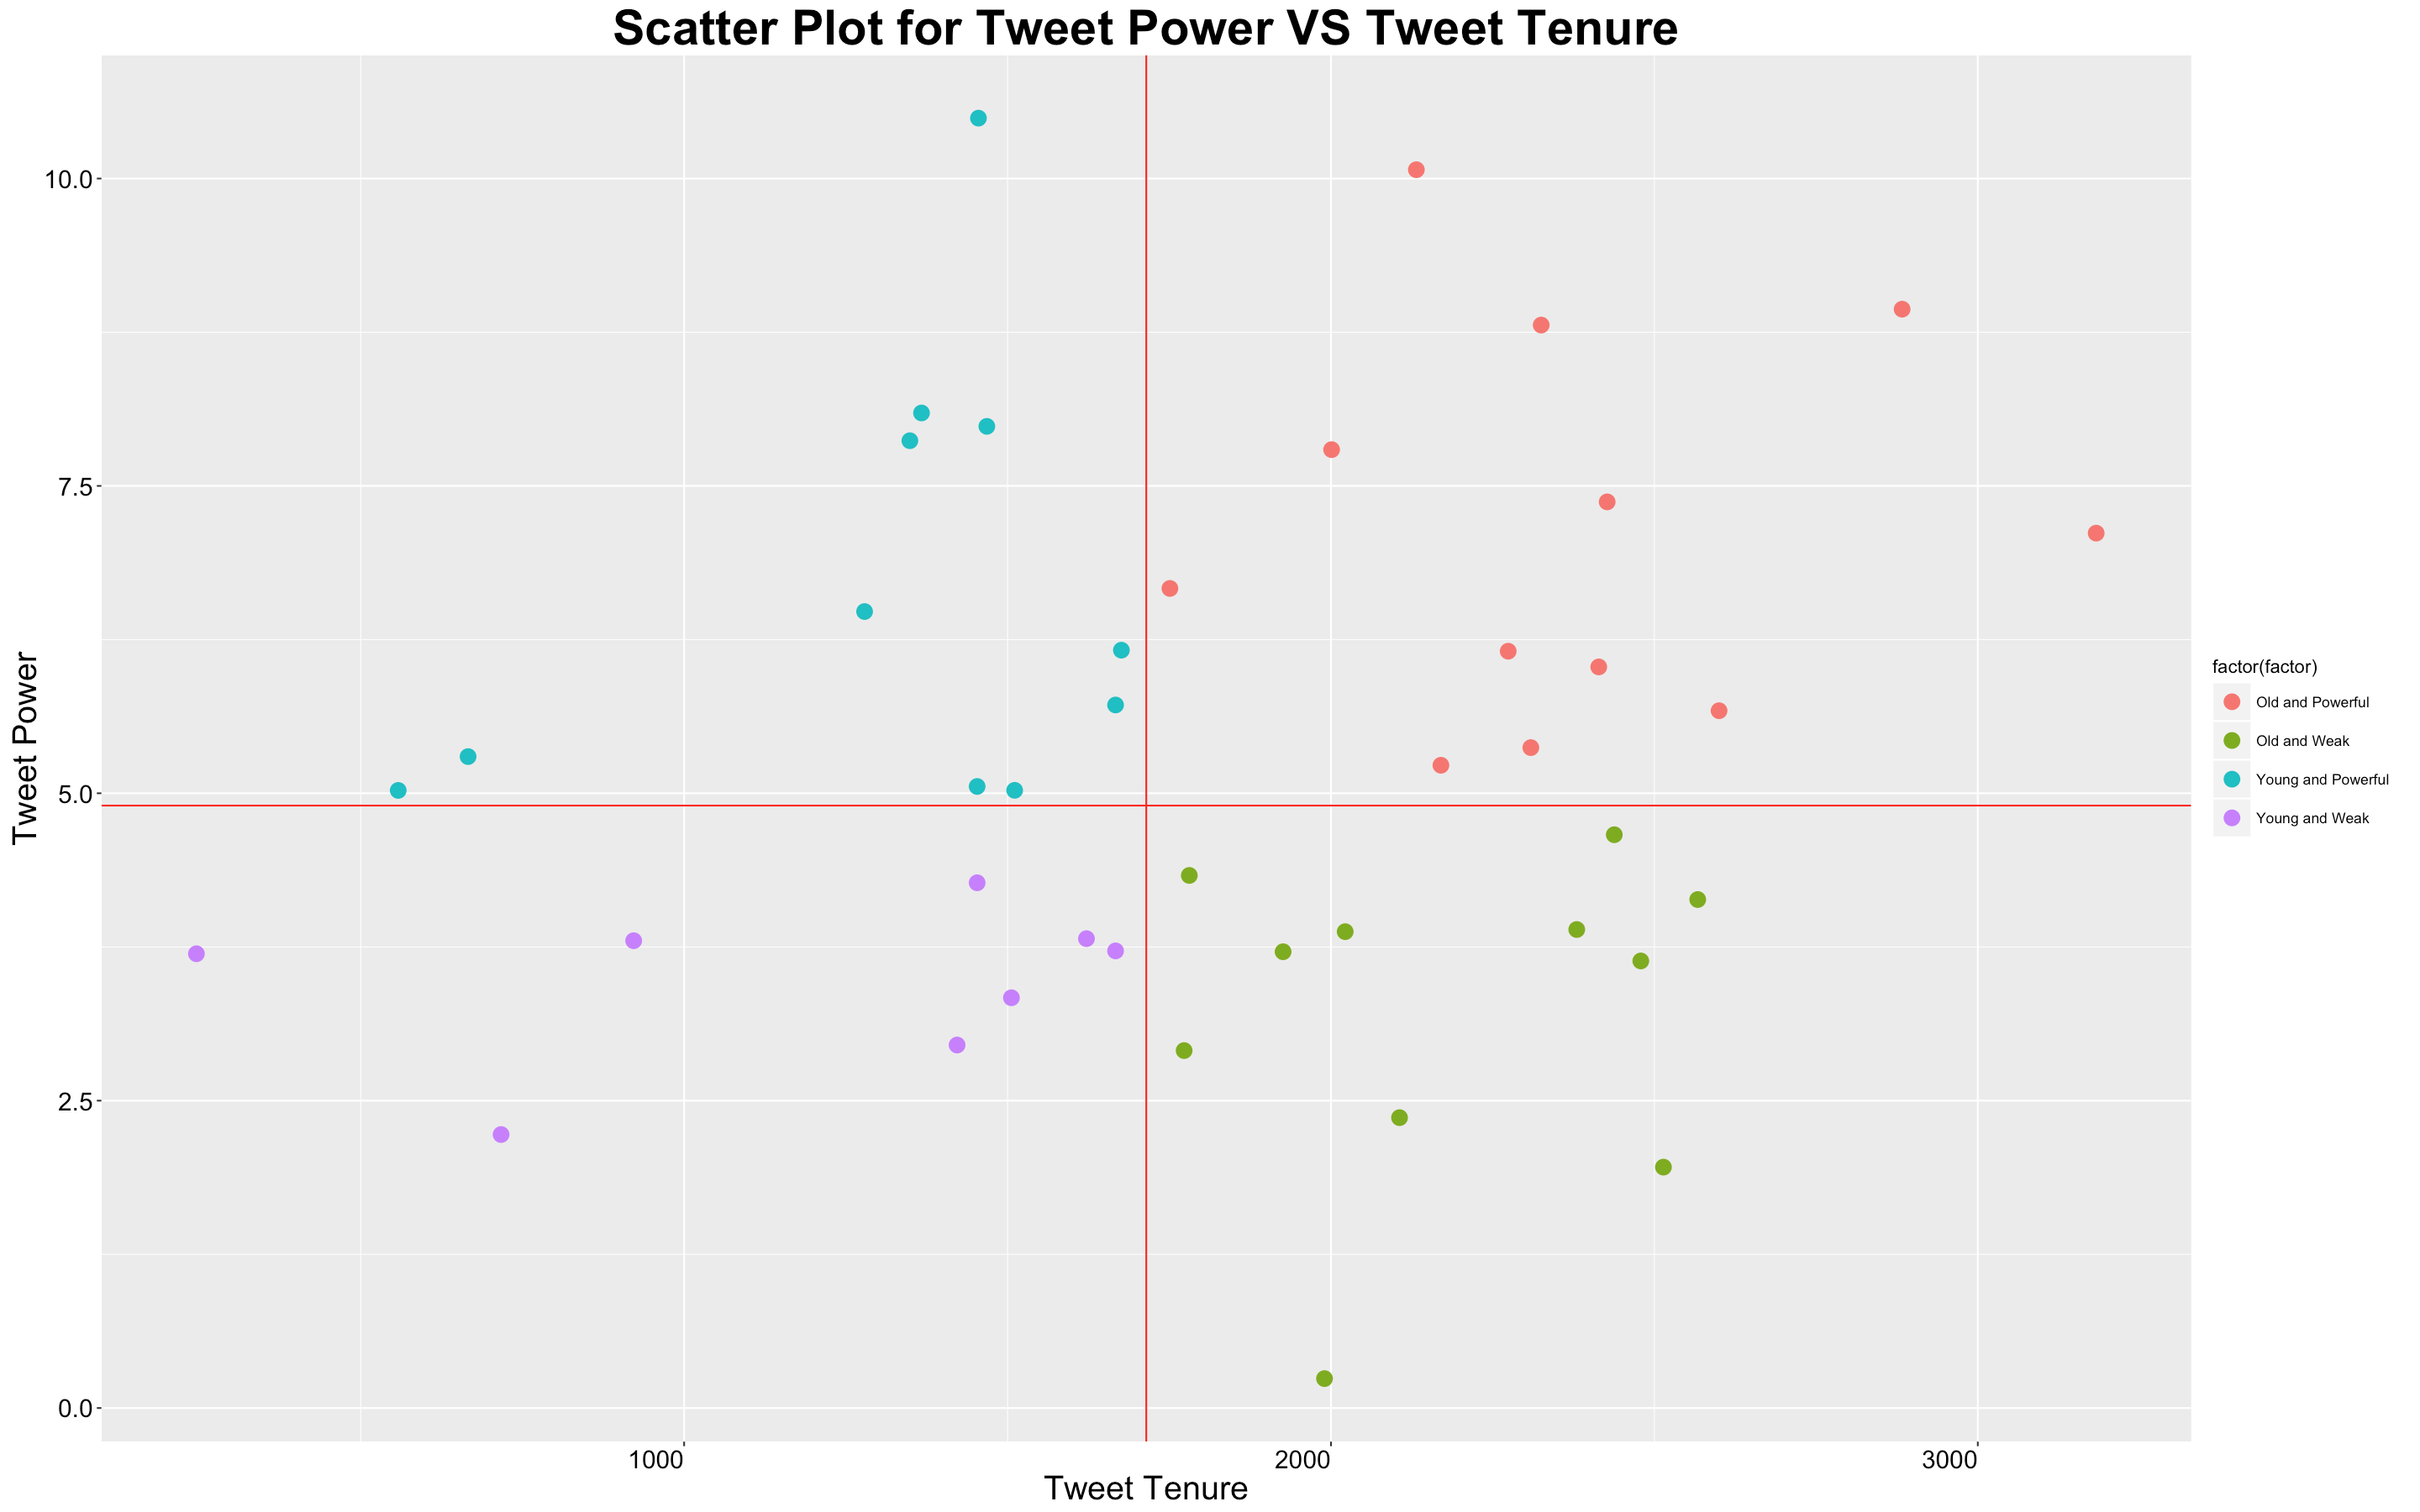 Scatter Plot for Tweet Power VS Tweet Tenure
Tweet Power
10.0
7.5
5.0
2.5
0.0
1000
2000
3000
Tweet Tenure
factor(factor)
Old and Powerful
Old and Weak
Young and Powerful
Young and Weak